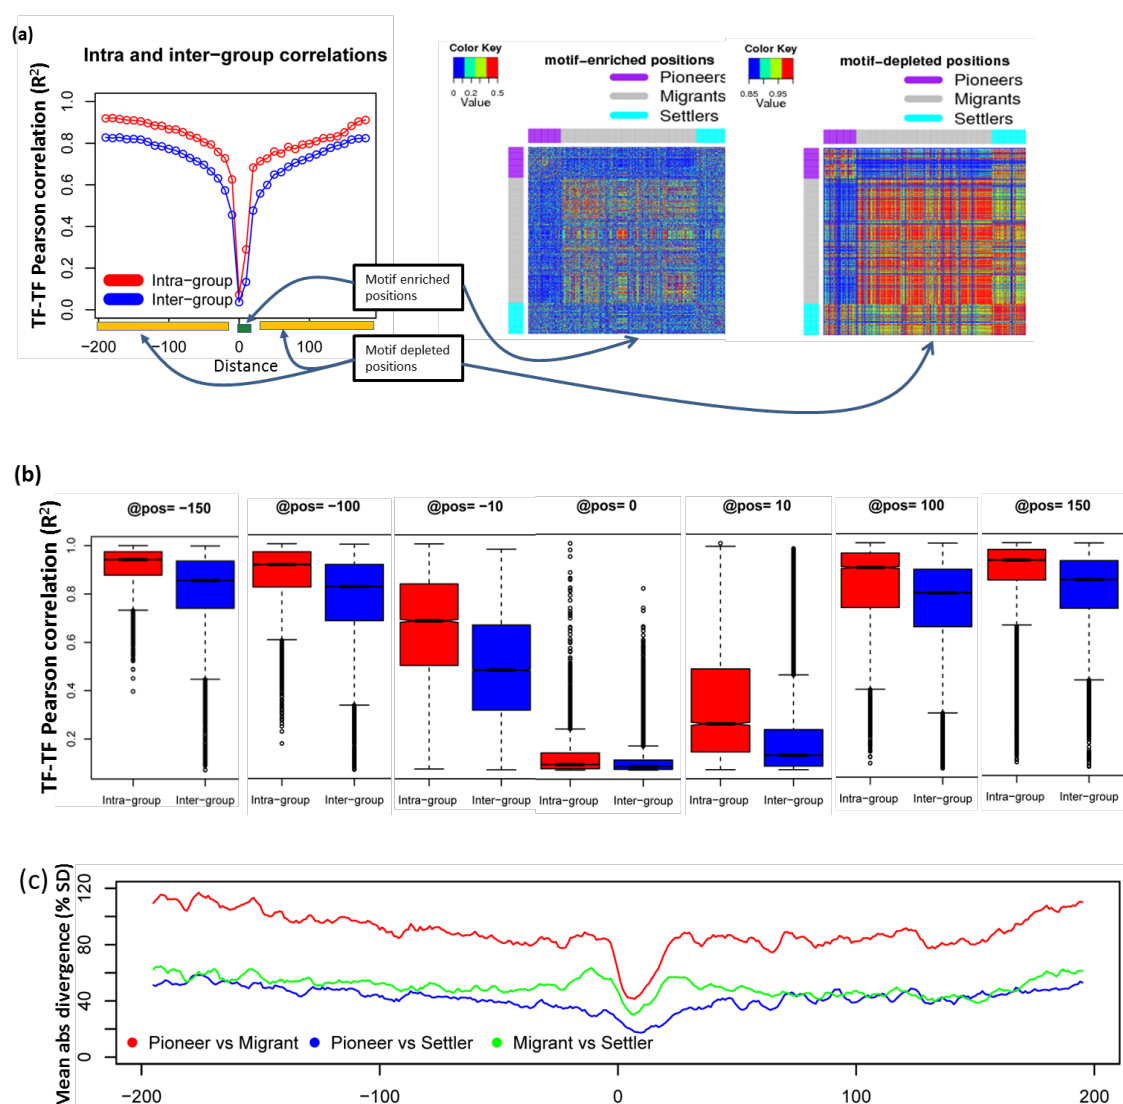 (a)
Intra and inter-group correlations
TF-TF Pearson correlation (R2)
1.0
0.8
0.6
0.4
0.2
0.0
Intra-group
Inter-group
-200
-100
0
100
Distance
Motif enriched
positions
Motif depleted
positions
Color Key
0
0.2
0.5
Value
motif-enriched positions
Pioneers
Migrants
Settlers
Color Key
0.85
0.95
Value
motif-depleted positions
Pioneers
Migrants
Settlers
(b)
TF-TF Pearson correlation (R2)
@pos= -150
@pos= -100
@pos= -10
@pos= 0
@pos= 10
@pos= 100
@pos= 150
1.0
0.8
0.6
0.4
0.2
Intra-group Inter-group
Intra-group Inter-group
Intra-group Inter-group
Intra-group Inter-group
Intra-group Inter-group
Intra-group Inter-group
Intra-group Inter-group
(c)
Mean abs divergence (% SD)
120
80
40
0
Pioneer vs Migrant
Pioneer vs Settler
Migrant vs Settler
-200
-100
0
100
200